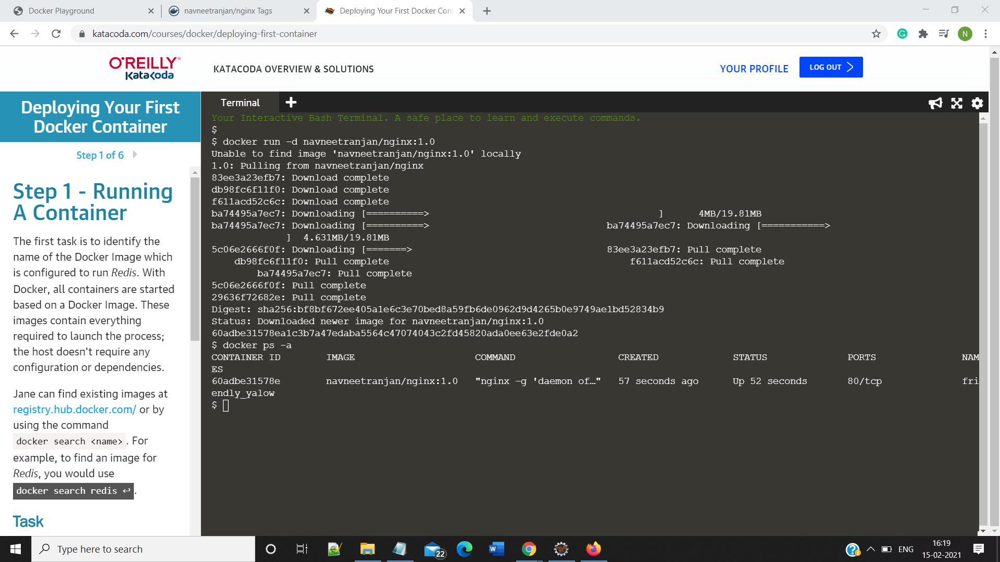 Docker Playground
navneetranjan/nginx Tags
Deploying Your First Docker Con
katacoda.com/courses/docker/deploying-first-container
N
O'REILLY®
Katacoda
KATACODA OVERVIEW & SOLUTIONS
YOUR PROFILE
LOG OUT
Deploying Your First
Docker Container
Step 1 of 6
Step 1 - Running
A Container
The first task is to identify the
name of the Docker Image which
is configured to run Redis. With
Docker, all containers are started
based on a Docker Image. These
images contain everything
required to launch the process;
the host doesn't require any
configuration or dependencies.
Jane can find existing images at
registry.hub.docker.com/ or by
using the command
docker search <name> . For
example, to find an image for
Redis, you would use
docker search redis ↩ .
Task
Terminal
Your Interactive Bash Terminal. A safe place to learn and execute commands.
$
$ docker run -d navneetranjan/nginx:1.0
Unable to find image 'navneetranjan/nginx:1.0' locally
1.0: Pulling from navneetranjan/nginx
83ee3a23efb7: Download complete
db98fc6f11f0: Download complete
f611acd52c6c: Download complete
ba74495a7ec7: Downloading [==========> ] 4MB/19.81MB
ba74495a7ec7: Downloading [==========> ba74495a7ec7: Downloading [===========>
] 4.631MB/19.81MB
5c06e2666f0f: Downloading [=======> 83ee3a23efb7: Pull complete
db98fc6f11f0: Pull complete f611acd52c6c: Pull complete
ba74495a7ec7: Pull complete
5c06e2666f0f: Pull complete
29636f72682e: Pull complete
Digest: sha256:bf8bf672ee405a1e6c3e70bed8a59fb6de0962d9d4265b0e9749ae1bd52834b9
Status: Downloaded newer image for navneetranjan/nginx:1.0
60adbe31578ea1c3b7a47edaba5564c47074043c2fd45820ada0ee63e2fde0a2
$ docker ps -a
CONTAINER ID IMAGE COMMAND CREATED STATUS PORTS NAM
ES
60adbe31578e navneetranjan/nginx:1.0 "nginx -g 'daemon of…" 57 seconds ago Up 52 seconds 80/tcp fri
endly_yalow
$
Type here to search
22
ENG
16:19
15-02-2021